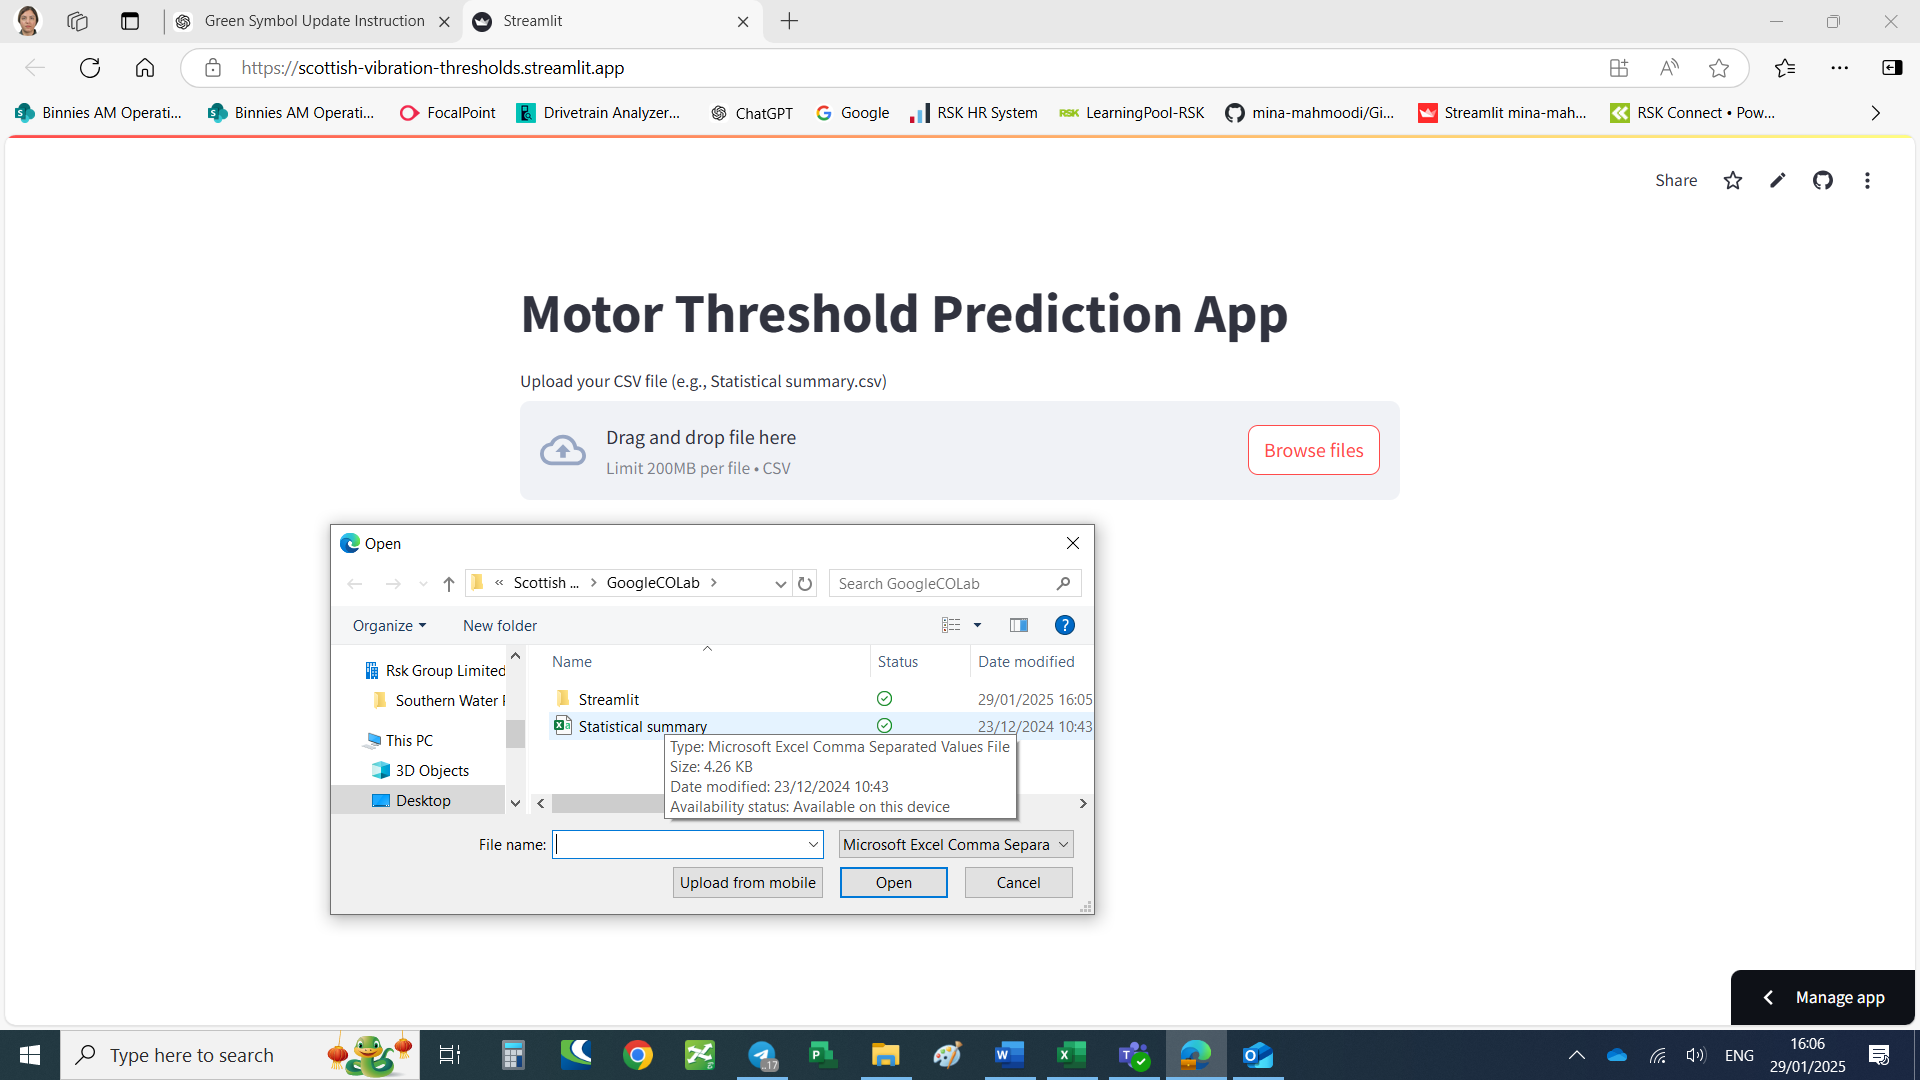 Green Symbol Update Instruction
Streamlit
https://scottish-vibration-thresholds.streamlit.app
Binnies AM Operati...
Binnies AM Operati...
FocalPoint
Drivetrain Analyzer...
ChatGPT
Google
RSK HR System
RSK
LearningPool-RSK
mina-mahmoodi/Gi...
Streamlit mina-mah...
RSK Connect • Pow...
Share
Motor Threshold Prediction App
Upload your CSV file (e.g., Statistical summary.csv)
Drag and drop file here
Limit 200MB per file • CSV
Browse files
Open
« Scottish ... > GoogleCOLab >
Search GoogleCOLab
Organize
New folder
Rsk Group Limited
Southern Water
This PC
3D Objects
Desktop
Name
Status
Date modified
Streamlit
29/01/2025 16:05
Statistical summary
23/12/2024 10:43
Type: Microsoft Excel Comma Separated Values File
Size: 4.26 KB
Date modified: 23/12/2024 10:43
Availability status: Available on this device
File name:
Microsoft Excel Comma Separa
Upload from mobile
Open
Cancel
Manage app
Type here to search
..17
ENG
16:06
29/01/2025